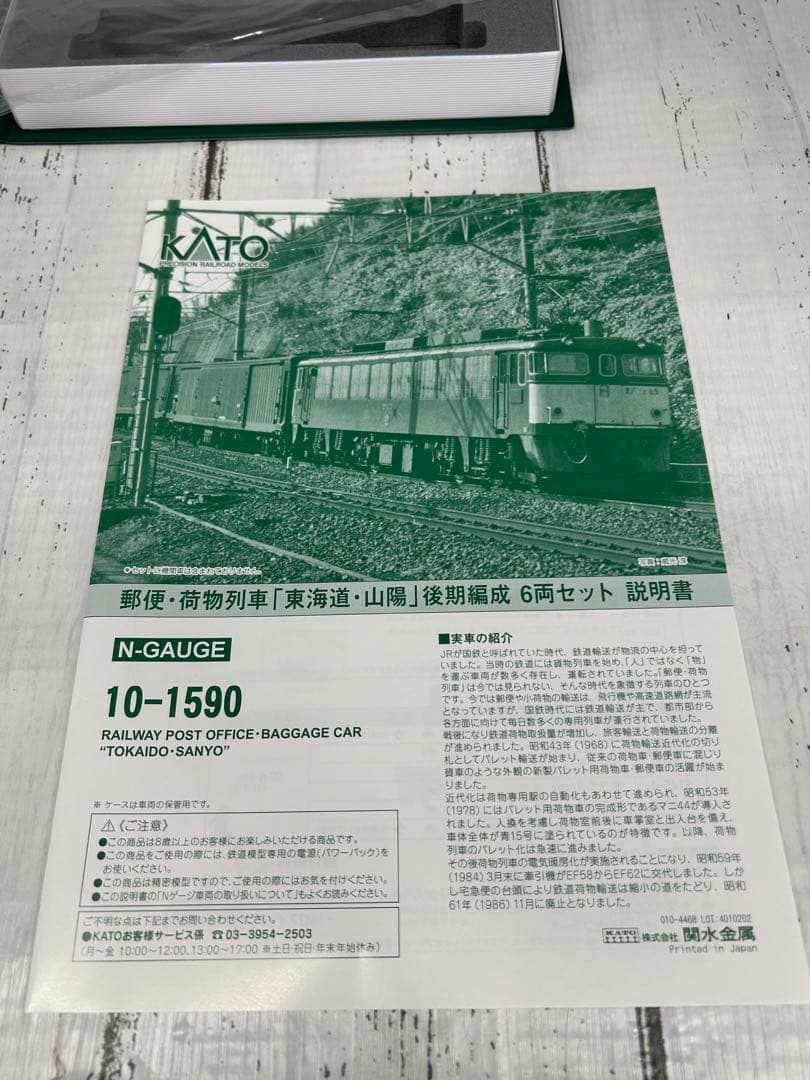 KATO
PRECISION RAILROAD MODELS
※セットに機関車は含まれておりません。
郵便・荷物列車「東海道・山陽」後期編成 6両セット 説明書
N-GAUGE
10-1590
RAILWAY POST OFFICE・BAGGAGE CAR
“TOKAIDO・SANYO”
※ ケースは車両の保管用です。
⚠《ご注意》
●この商品は8歳以上のお客様にお楽しみいただける商品です。
●この商品をご使用の際には、鉄道模型専用の電源(パワーパック)を
お使いください。
●この商品は精密模型ですので、ご使用の際にはお気を付けください。
●この説明書の「Nゲージ車両の取り扱いについて」もよくお読みください。
ご不明な点は下記までお問い合わせください。
●KATOお客様サービス係 ☎03-3954-2503
(月〜金 10:00〜12:00、13:00〜17:00 ※土日・祝日・年末年始休み)
■実車の紹介
JRが国鉄と呼ばれていた時代、鉄道輸送が物流の中心を担って
いました。当時の鉄道には貨物列車を始め、「人」ではなく「物」
を運ぶ車両が数多く存在し、運転されていました。「郵便・荷物
列車」は今では見られない、そんな時代を象徴する列車のひとつ
です。今では郵便や小荷物の輸送は、飛行機や高速道路網が主流
となっていますが、国鉄時代には鉄道輸送が主で、都市部から
各方面に向けて毎日数多くの専用列車が運行されていました。
戦後になり鉄道荷物取扱量が増加し、旅客輸送と荷物輸送の分離
が進められました。昭和43年(1968)に荷物輸送近代化の切り
札としてパレット輸送が始まり、従来の荷物車・郵便車に混じり
貨車のような外観の新製パレット用荷物車・郵便車の活躍が始ま
りました。
近代化は荷物専用駅の自動化もあわせて進められ、昭和53年
(1978)にはパレット用荷物車の完成形であるマニ44が導入さ
れました。入換を考慮し荷物室前後に車掌室と出入台を備え、
車体全体が青15号に塗られているのが特徴です。以降、荷物
列車のパレット化は急速に進みました。
その後荷物列車の電気暖房化が実施されることになり、昭和59年
(1984)3月末に牽引機がEF58からEF62に交代しました。しか
し宅急便の台頭により鉄道荷物輸送は縮小の道をたどり、昭和
61年(1986)11月に廃止となりました。
010-4468 LOT:4010202
KATO 株式会社 関水金属
Printed in Japan